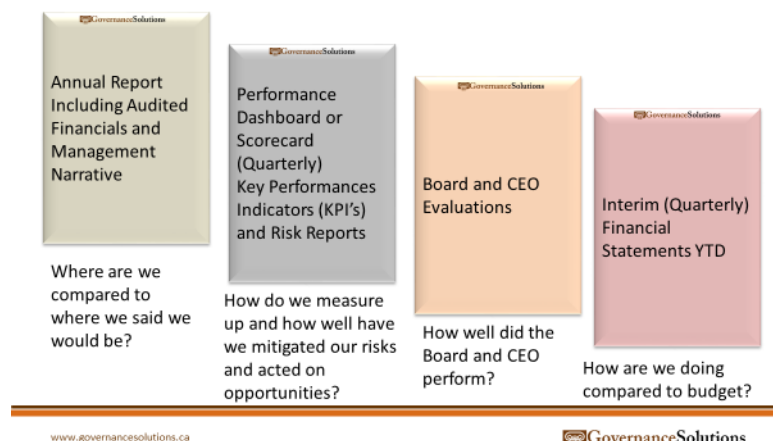 GovernanceSolutions
Annual Report
Including Audited
Financials and
Management
Narrative
Where are we
compared to
where we said we
would be?
GovernanceSolutions
Performance
Dashboard or
Scorecard
(Quarterly)
Key Performances
Indicators (KPI's)
and Risk Reports
How do we measure
up and how well have
we mitigated our risks
and acted on
opportunities?
GovernanceSolutions
Board and CEO
Evaluations
How well did the
Board and CEO
perform?
GovernanceSolutions
Interim (Quarterly)
Financial
Statements YTD
How are we doing
compared to budget?
www.governancesolutions.ca
GovernanceSolutions